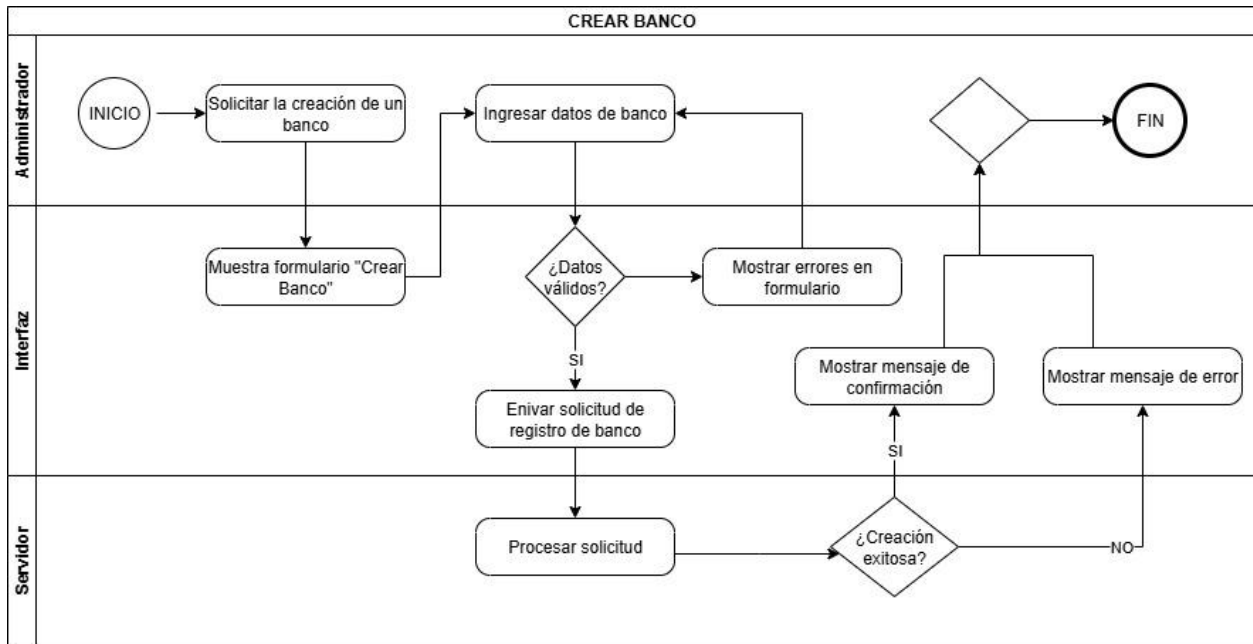 CREAR BANCO
Administrador
INICIO
Solicitar la creación de un
banco
Ingresar datos de banco
FIN
Interfaz
Muestra formulario "Crear
Banco"
¿Datos
válidos?
Mostrar errores en
formulario
SI
Mostrar mensaje de
confirmación
Mostrar mensaje de error
Enivar solicitud de
registro de banco
SI
Servidor
Procesar solicitud
¿Creación
exitosa?
NO